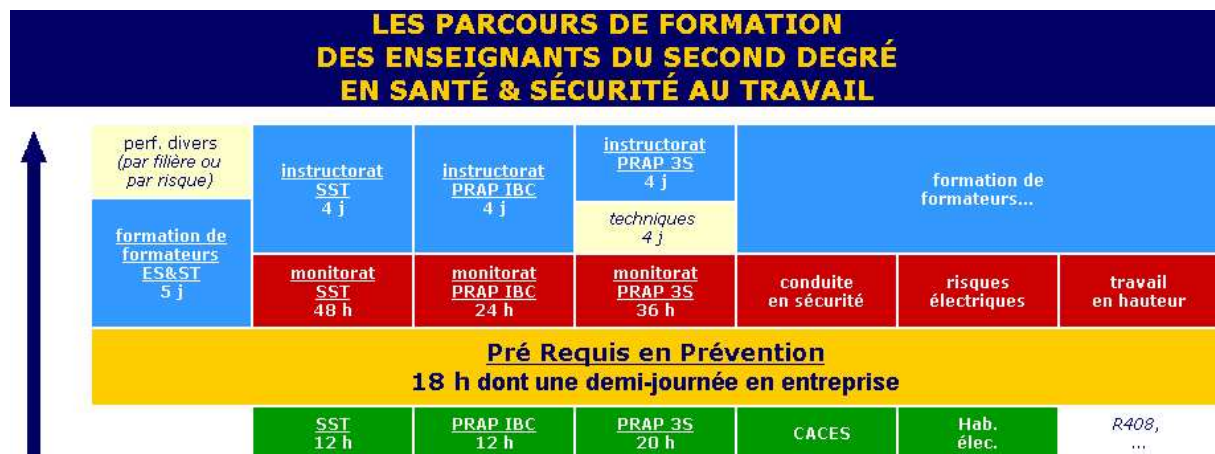 LES PARCOURS DE FORMATION
DES ENSEIGNANTS DU SECOND DEGRÉ
EN SANTÉ & SÉCURITÉ AU TRAVAIL
perf. divers
(par filière ou
par risque)
formation de
formateurs
ES&ST
5 j
instructorat
SST
4 j
instructorat
PRAP IBC
4 j
instructorat
PRAP 3S
4 j
techniques
4 j
formation de
formateurs...
monitorat
SST
48 h
monitorat
PRAP IBC
24 h
monitorat
PRAP 3S
36 h
conduite
en sécurité
risques
électriques
travail
en hauteur
Pré Requis en Prévention
18 h dont une demi-journée en entreprise
SST
12 h
PRAP IBC
12 h
PRAP 3S
20 h
CACES
Hab.
élec.
R408,
...